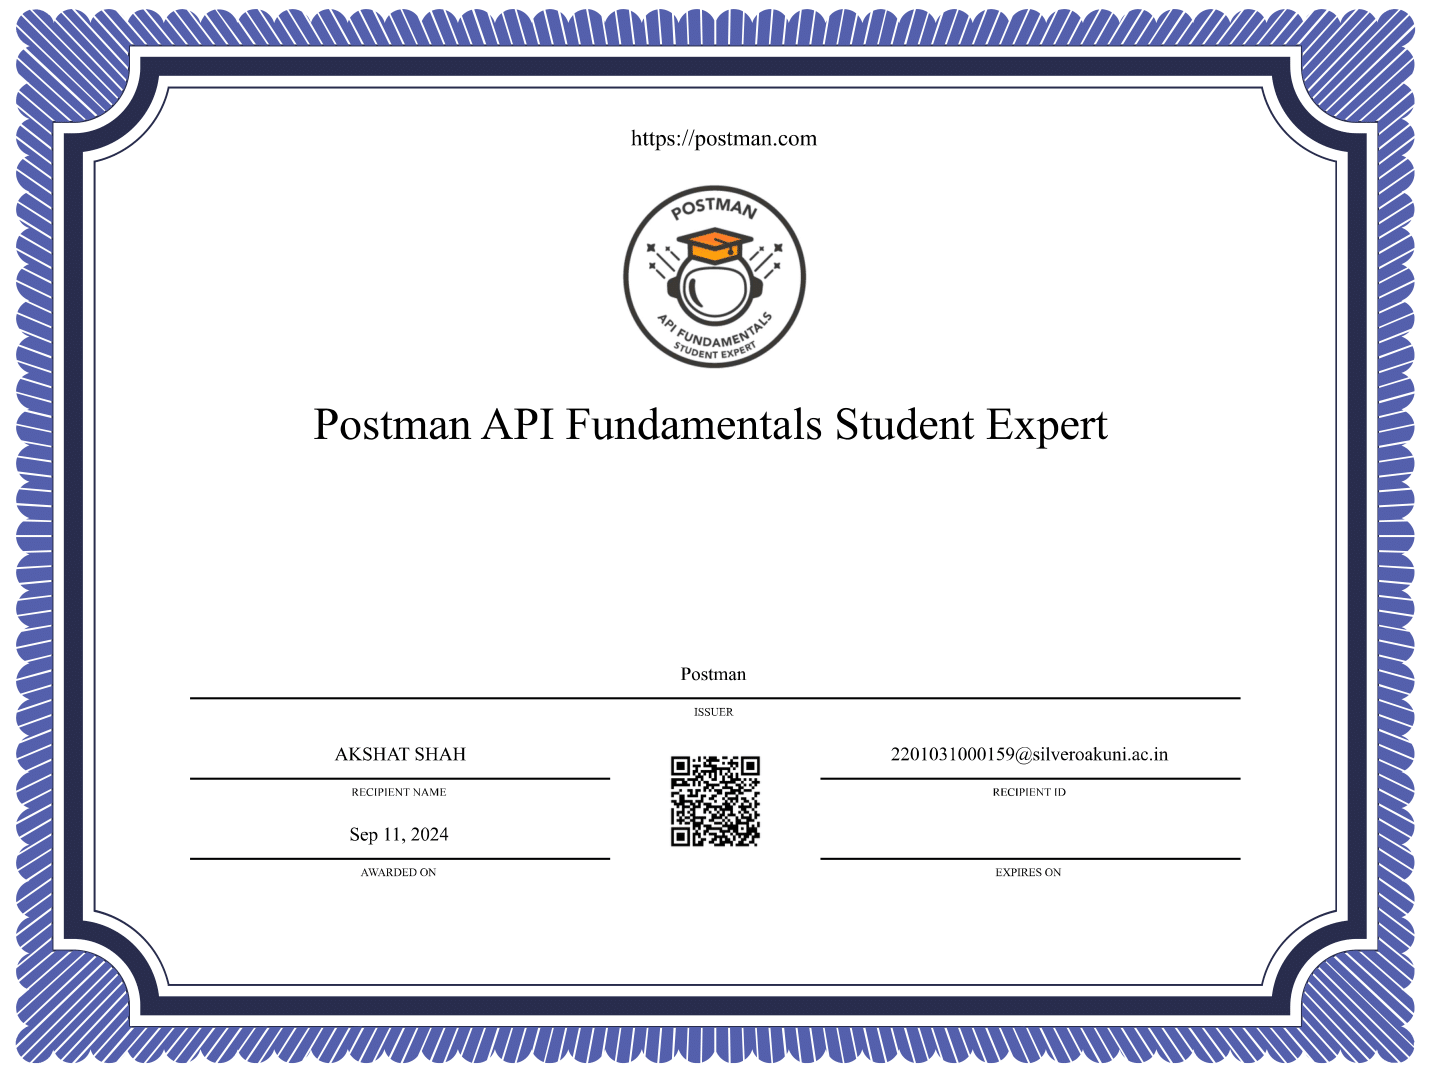 https://postman.com
POSTMAN
API FUNDAMENTALS
STUDENT EXPERT
Postman API Fundamentals Student Expert
Postman
ISSUER
AKSHAT SHAH
2201031000159@silveroakuni.ac.in
RECIPIENT NAME
RECIPIENT ID
Sep 11, 2024
AWARDED ON
EXPIRES ON